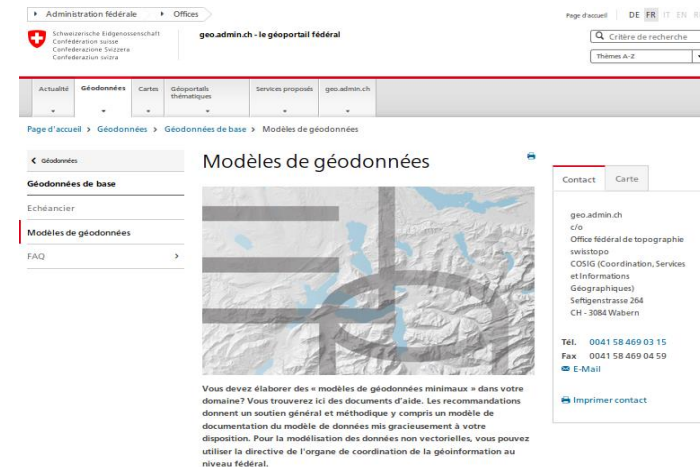 Administration fédérale
Offices
Page d'accueil
DE FR IT EN
Schweizerische Eidgenossenschaft
Confédération suisse
Confederazione Svizzera
Confederaziun svizra
geo.admin.ch - le géoportail fédéral
Critère de recherche
Thèmes A-Z
Actualité
Géodonnées
Cartes
Géoportails
thématiques
Services proposés
geo.admin.ch
Page d'accueil > Géodonnées > Géodonnées de base > Modèles de géodonnées
Géodonnées
Géodonnées de base
Echéancier
Modèles de géodonnées
FAQ
Modèles de géodonnées
Vous devez élaborer des « modèles de géodonnées minimaux » dans votre
domaine? Vous trouverez ici des documents d'aide. Les recommandations
donnent un soutien général et méthodique y compris un modèle de
documentation du modèle de données mis gracieusement à votre
disposition. Pour la modélisation des données non vectorielles, vous pouvez
utiliser la directive de l'organe de coordination de la géoinformation au
niveau fédéral.
Contact
Carte
geo.admin.ch
c/o
Office fédéral de topographie
swisstopo
COSIG (Coordination, Services
et Informations
Géographiques)
Seftigenstrasse 264
CH - 3084 Wabern
Tél. 0041 58 469 03 15
Fax 0041 58 469 04 59
E-Mail
Imprimer contact